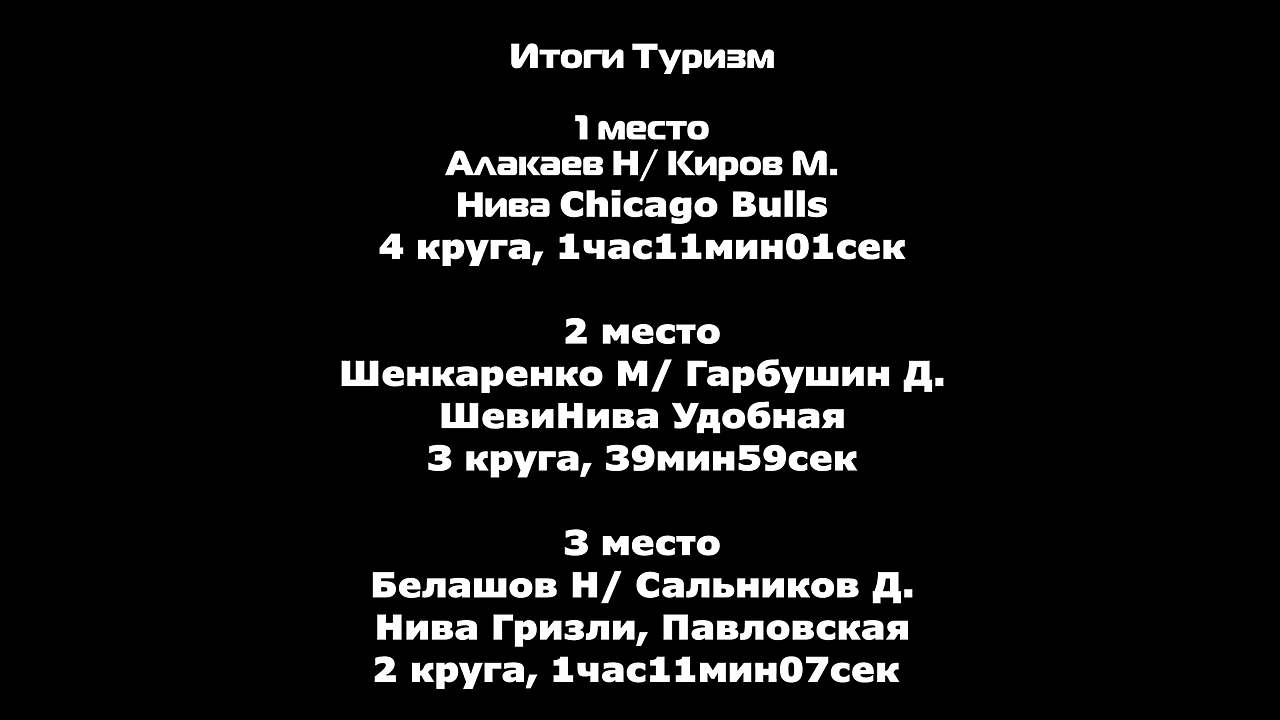 Итоги Туризм
1 место
Алакаев Н/ Киров М.
Нива Chicago Bulls
4 круга, 1час11мин01сек
2 место
Шенкаренко М/ Гарбушин Д.
ШевиНива Удобная
3 круга, 39мин59сек
3 место
Белашов Н/ Сальников Д.
Нива Гризли, Павловская
2 круга, 1час11мин07сек